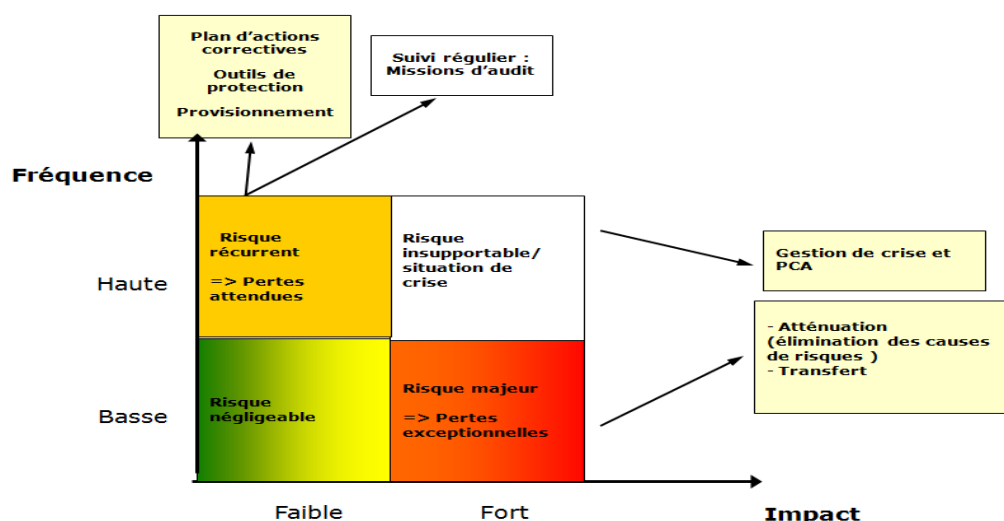 Plan d'actions
correctives
Outils de
protection
Provisionnement
Suivi régulier :
Missions d'audit
Fréquence
Haute
Risque
récurrent
=> Pertes
attendues
Risque
insupportable/
situation de
crise
Gestion de crise et
PCA
- Atténuation
(élimination des causes
de risques )
- Transfert
Basse
Risque
négligeable
Risque majeur
=> Pertes
exceptionnelles
Faible
Fort
Impact